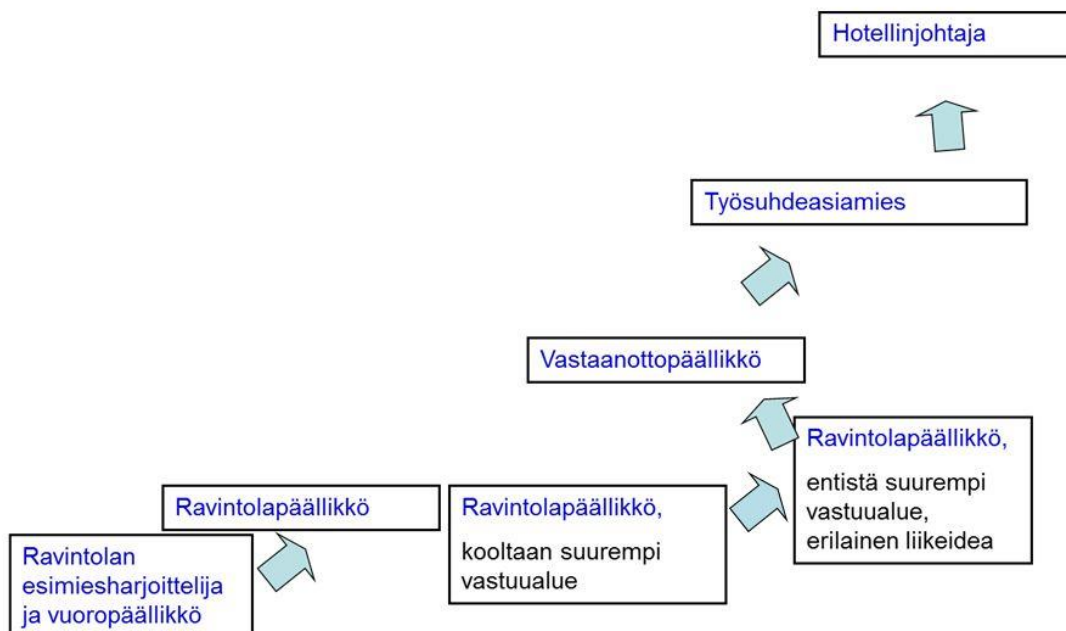 Hotellinjohtaja
Työsuhdeasiamies
Vastaanottopäällikkö
Ravintolapäällikkö,
entistä suurempi
vastuualue,
erilainen liikeidea
Ravintolapäällikkö
Ravintolapäällikkö,
kooltaan suurempi
vastuualue
Ravintolan
esimiesharjoittelija
ja vuoropäällikkö